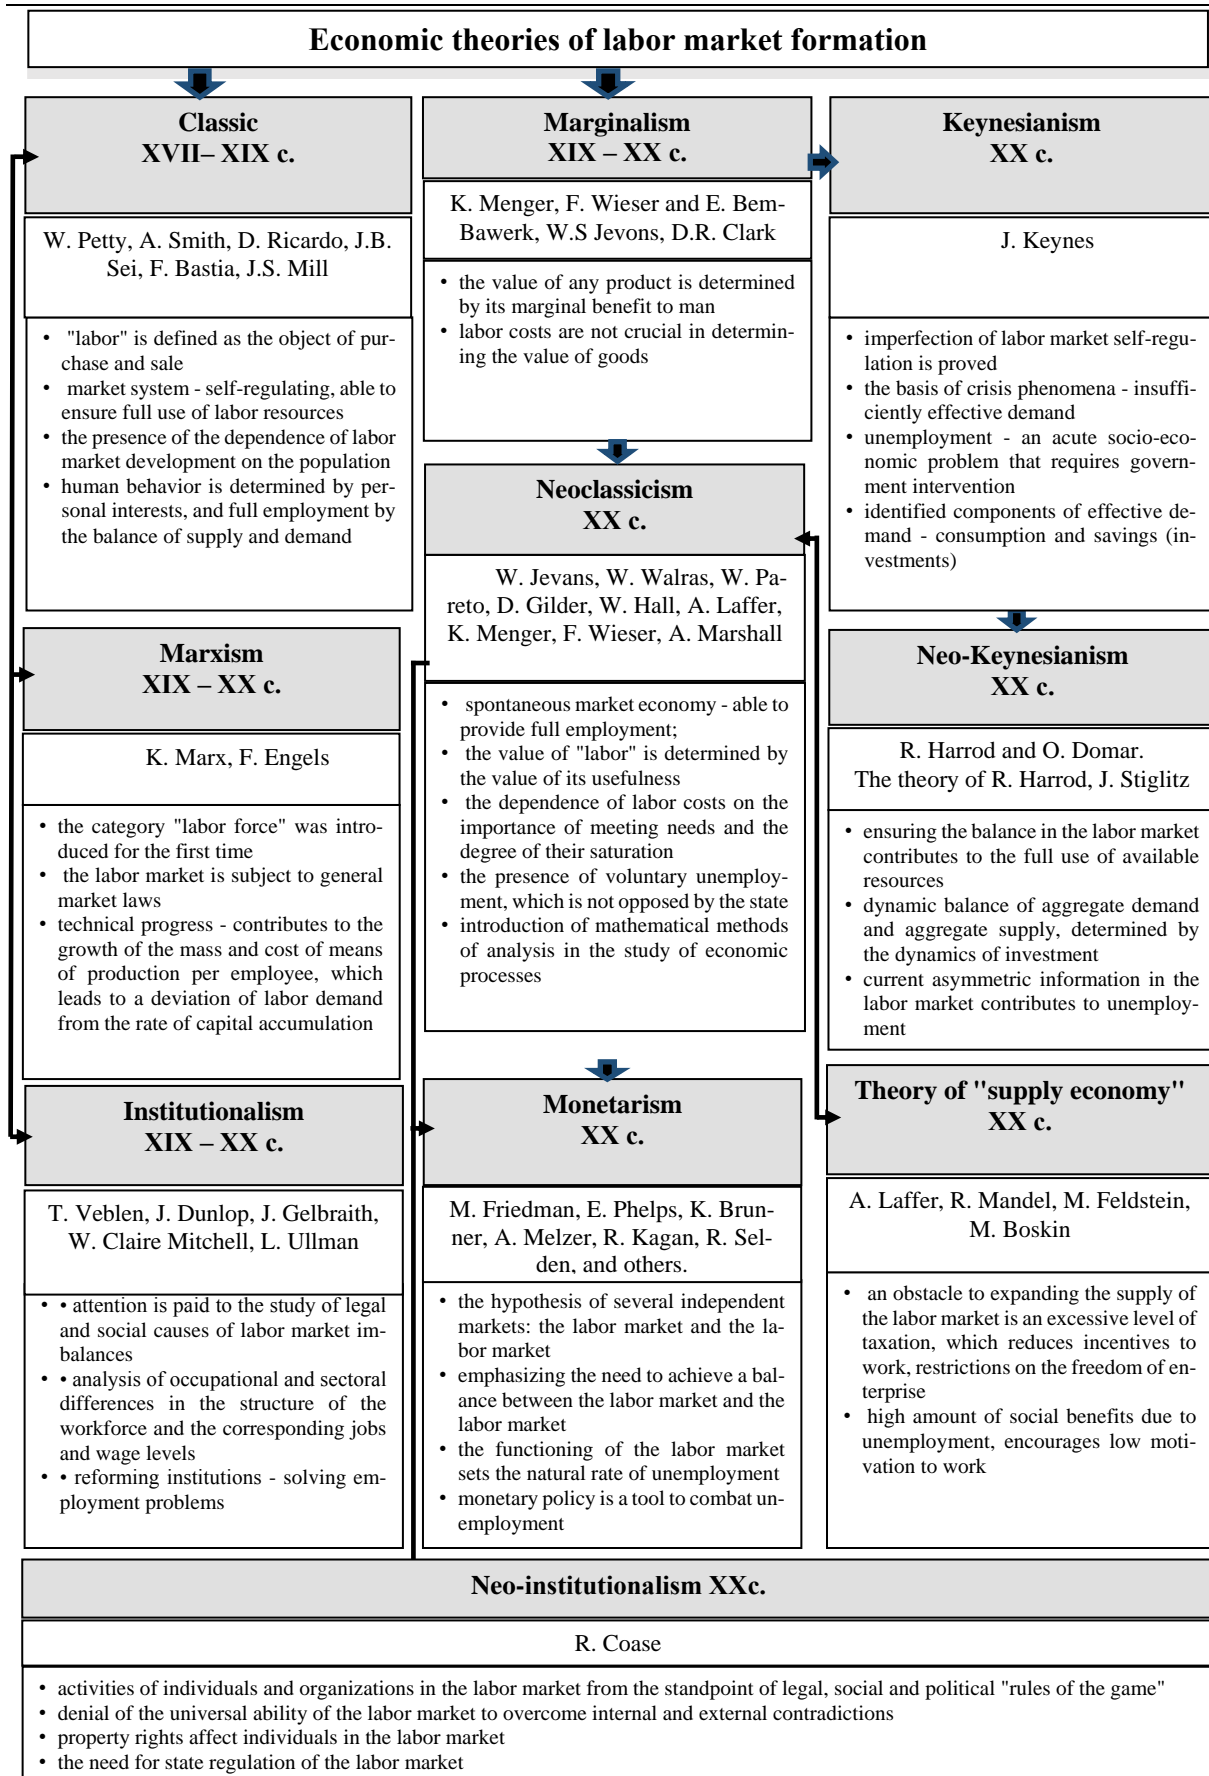 Economic theories of labor market formation
Classic
XVII– XIX c.
W. Petty, A. Smith, D. Ricardo, J.B.
Sei, F. Bastia, J.S. Mill
• "labor" is defined as the object of pur-
chase and sale
• market system - self-regulating, able to
ensure full use of labor resources
• the presence of the dependence of labor
market development on the population
• human behavior is determined by per-
sonal interests, and full employment by
the balance of supply and demand
Marxism
XIX – XX c.
K. Marx, F. Engels
• the category "labor force" was intro-
duced for the first time
• the labor market is subject to general
market laws
• technical progress - contributes to the
growth of the mass and cost of means
of production per employee, which
leads to a deviation of labor demand
from the rate of capital accumulation
Institutionalism
XIX – XX c.
T. Veblen, J. Dunlop, J. Gelbraith,
W. Claire Mitchell, L. Ullman
• • attention is paid to the study of legal
and social causes of labor market im-
balances
• • analysis of occupational and sectoral
differences in the structure of the
workforce and the corresponding jobs
and wage levels
• • reforming institutions - solving em-
ployment problems
Marginalism
XIX – XX c.
K. Menger, F. Wieser and E. Bem-
Bawerk, W.S Jevons, D.R. Clark
• the value of any product is determined
by its marginal benefit to man
• labor costs are not crucial in determin-
ing the value of goods
Neoclassicism
XX c.
W. Jevans, W. Walras, W. Pa-
reto, D. Gilder, W. Hall, A. Laffer,
K. Menger, F. Wieser, A. Marshall
• spontaneous market economy - able to
provide full employment;
• the value of "labor" is determined by
the value of its usefulness
• the dependence of labor costs on the
importance of meeting needs and the
degree of their saturation
• the presence of voluntary unemploy-
ment, which is not opposed by the state
• introduction of mathematical methods
of analysis in the study of economic
processes
Monetarism
XX c.
M. Friedman, E. Phelps, K. Brun-
ner, A. Melzer, R. Kagan, R. Sel-
den, and others.
• the hypothesis of several independent
markets: the labor market and the la-
bor market
• emphasizing the need to achieve a bal-
ance between the labor market and the
labor market
• the functioning of the labor market
sets the natural rate of unemployment
• monetary policy is a tool to combat un-
employment
Keynesianism
XX c.
J. Keynes
• imperfection of labor market self-regu-
lation is proved
• the basis of crisis phenomena - insuffi-
ciently effective demand
• unemployment - an acute socio-eco-
nomic problem that requires govern-
ment intervention
• identified components of effective de-
mand - consumption and savings (in-
vestments)
Neo-Keynesianism
XX c.
R. Harrod and O. Domar.
The theory of R. Harrod, J. Stiglitz
• ensuring the balance in the labor market
contributes to the full use of available
resources
• dynamic balance of aggregate demand
and aggregate supply, determined by
the dynamics of investment
• current asymmetric information in the
labor market contributes to unemploy-
ment
Theory of "supply economy"
XX c.
A. Laffer, R. Mandel, M. Feldstein,
M. Boskin
• an obstacle to expanding the supply of
the labor market is an excessive level of
taxation, which reduces incentives to
work, restrictions on the freedom of en-
terprise
• high amount of social benefits due to
unemployment, encourages low moti-
vation to work
Neo-institutionalism XXc.
R. Coase
• activities of individuals and organizations in the labor market from the standpoint of legal, social and political "rules of the game"
• denial of the universal ability of the labor market to overcome internal and external contradictions
• property rights affect individuals in the labor market
• the need for state regulation of the labor market